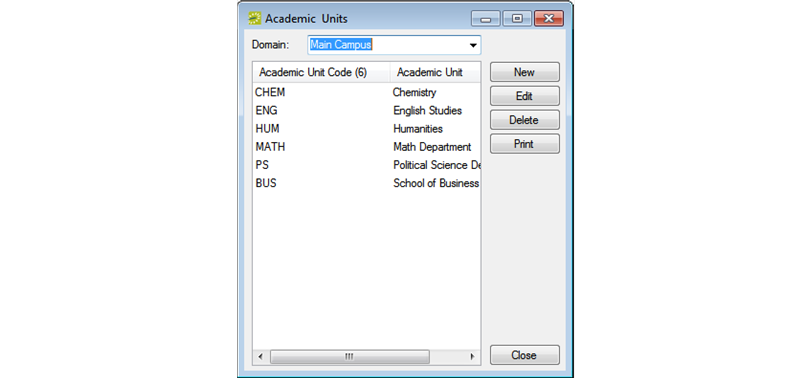 Academic Units
Domain: Main Campus
Academic Unit Code (6) Academic Unit New
CHEM Chemistry
ENG English Studies Edit
HUM Humanities Delete
MATH Math Department Print
PS Political Science De
BUS School of Business
Close